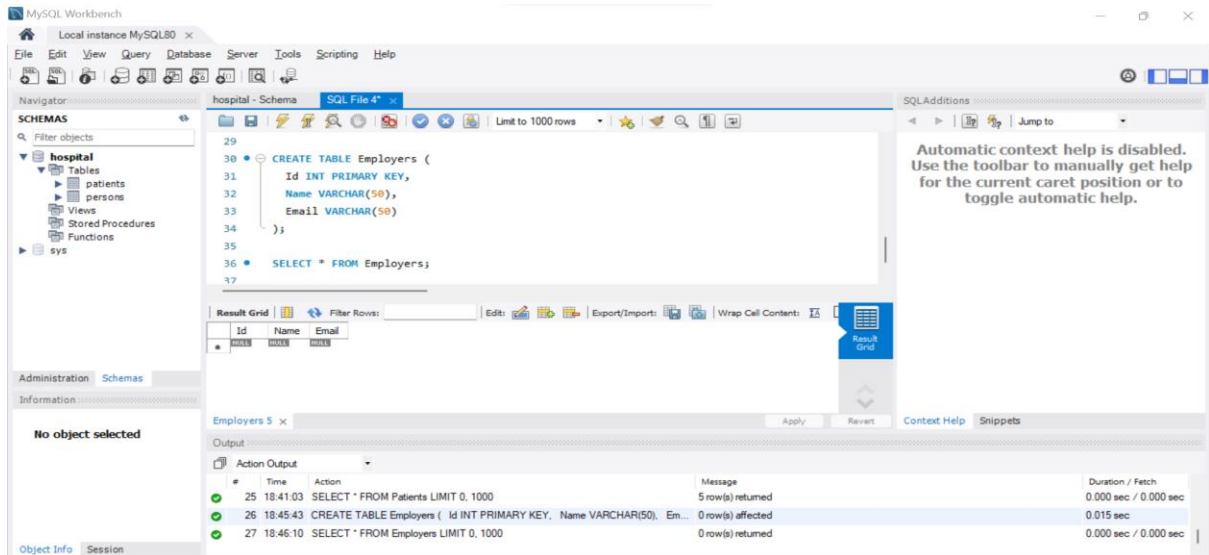 MySQL Workbench
Local instance MySQL80
File Edit View Query Database Server Tools Scripting Help
Navigator
SCHEMAS
Filter objects
hospital
Tables
patients
persons
Views
Stored Procedures
Functions
sys
Administration Schemas
Information
No object selected
Object Info Session
hospital - Schema SQL File 4*
Limit to 1000 rows
29
30 CREATE TABLE Employers (
31 Id INT PRIMARY KEY,
32 Name VARCHAR(50),
33 Email VARCHAR(50)
34 );
35
36 SELECT * FROM Employers;
37
Result Grid Filter Rows: Edit: Export/Import: Wrap Cell Content:
Id Name Email
NULL NULL NULL
Result
Grid
Employers 5 Apply Revert
Output
Action Output
# Time Action Message Duration / Fetch
25 18:41:03 SELECT * FROM Patients LIMIT 0, 1000 5 row(s) returned 0.000 sec / 0.000 sec
26 18:45:43 CREATE TABLE Employers ( Id INT PRIMARY KEY, Name VARCHAR(50), Em... 0 row(s) affected 0.015 sec
27 18:46:10 SELECT * FROM Employers LIMIT 0, 1000 0 row(s) returned 0.000 sec / 0.000 sec
SQLAdditions
Jump to
Automatic context help is disabled.
Use the toolbar to manually get help
for the current caret position or to
toggle automatic help.
Context Help Snippets